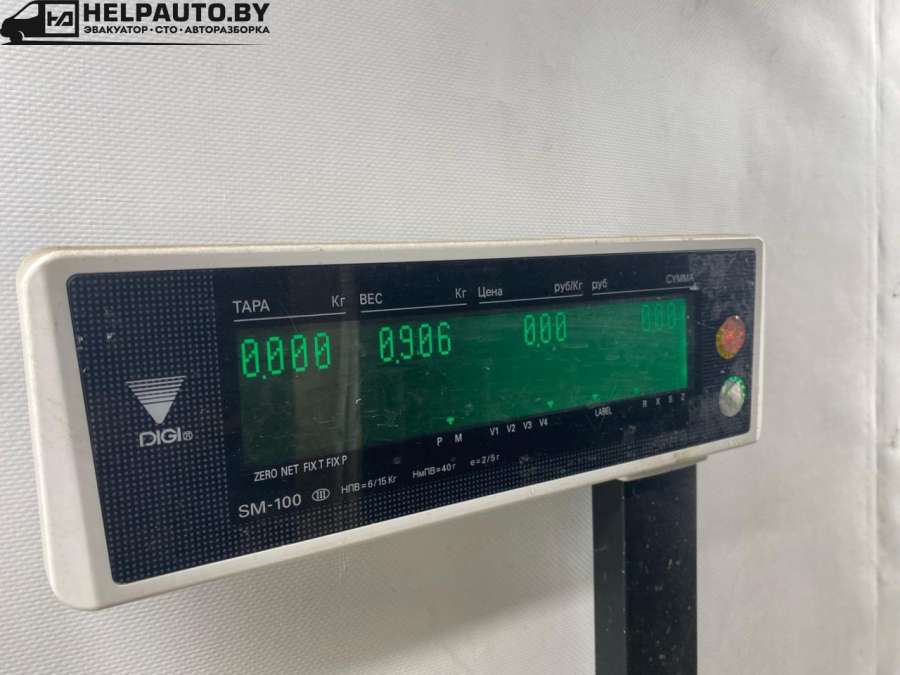 HELPAUTO.BY
ЭВАКУАТОР · СТО · АВТОРАЗБОРКА
ТАРА Кг ВЕС Кг Цена руб/Кг руб СУММА
0.000 0.906 0.00 0.00
DIGI®
P M V1 V2 V3 V4 LABEL R X S Z
ZERO NET FIX T FIX P
SM-100 III НПВ=6/15 Кг НмПВ=40 г e=2/5 г